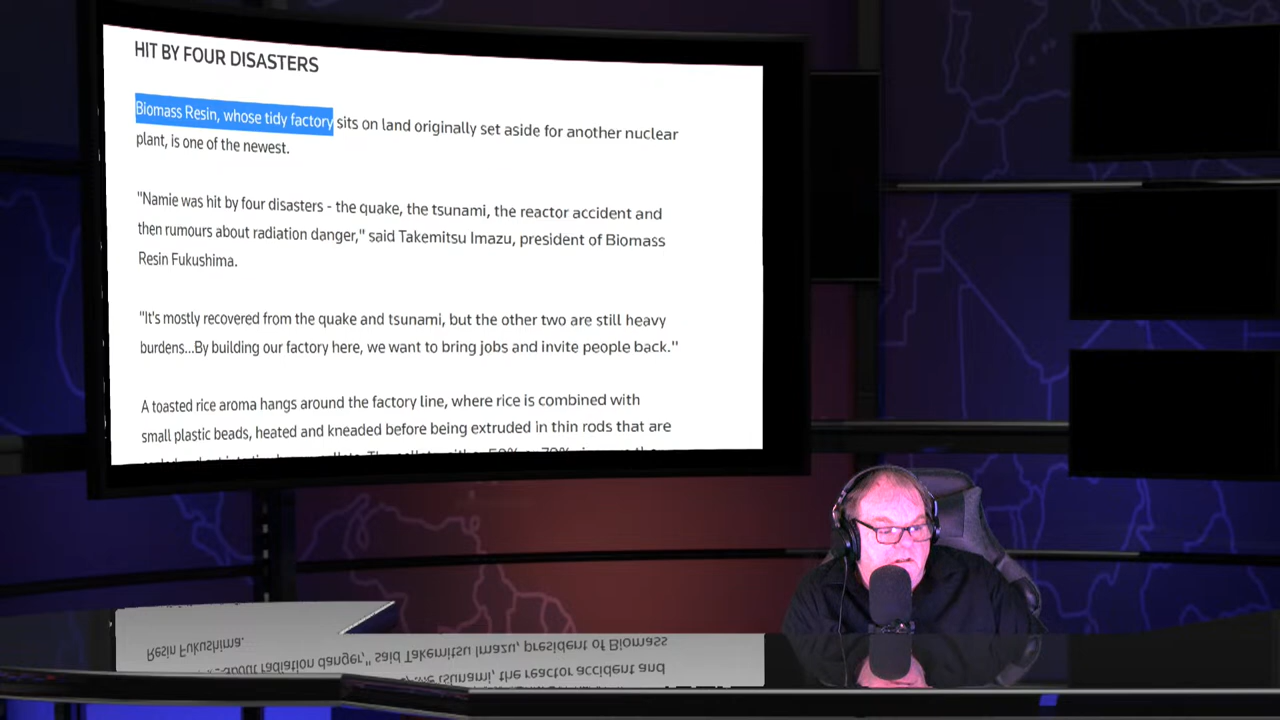 HIT BY FOUR DISASTERS
Biomass Resin, whose tidy factory sits on land originally set aside for another nuclear
plant, is one of the newest.
"Namie was hit by four disasters - the quake, the tsunami, the reactor accident and
then rumours about radiation danger," said Takemitsu Imazu, president of Biomass
Resin Fukushima.
"It's mostly recovered from the quake and tsunami, but the other two are still heavy
burdens...By building our factory here, we want to bring jobs and invite people back."
A toasted rice aroma hangs around the factory line, where rice is combined with
small plastic beads, heated and kneaded before being extruded in thin rods that are